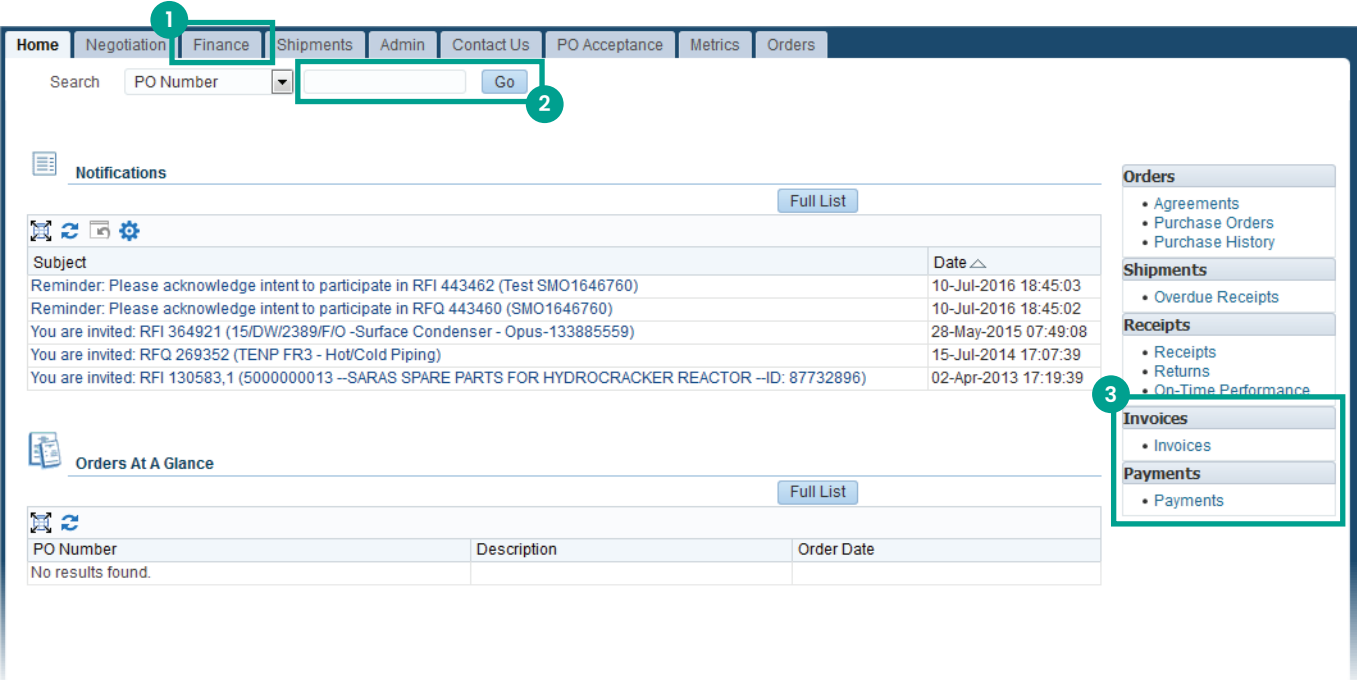 1
Home Negotiation Finance Shipments Admin Contact Us PO Acceptance Metrics Orders
Search PO Number Go
2
Notifications
Full List
Subject Date
Reminder: Please acknowledge intent to participate in RFI 443462 (Test SMO1646760) 10-Jul-2016 18:45:03
Reminder: Please acknowledge intent to participate in RFQ 443460 (SMO1646760) 10-Jul-2016 18:45:02
You are invited: RFI 364921 (15/DW/2389/F/O -Surface Condenser - Opus-133885559) 28-May-2015 07:49:08
You are invited: RFQ 269352 (TENP FR3 - Hot/Cold Piping) 15-Jul-2014 17:07:39
You are invited: RFI 130583,1 (5000000013 --SARAS SPARE PARTS FOR HYDROCRACKER REACTOR --ID: 87732896) 02-Apr-2013 17:19:39
Orders At A Glance
Full List
PO Number Description Order Date
No results found.
Orders
• Agreements
• Purchase Orders
• Purchase History
Shipments
• Overdue Receipts
Receipts
• Receipts
• Returns
• On-Time Performance
3
Invoices
• Invoices
Payments
• Payments